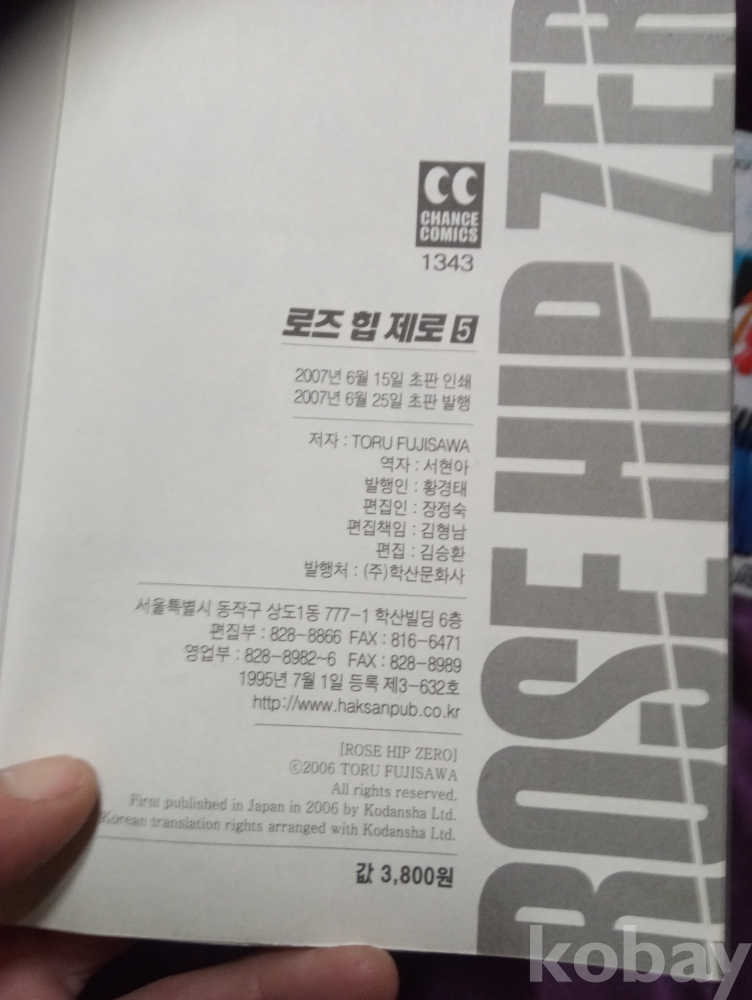 CC
CHANCE
COMICS
1343
로즈 힙 제로 5
2007년 6월 15일 초판 인쇄
2007년 6월 25일 초판 발행
저자 : TORU FUJISAWA
역자 : 서현아
발행인 : 황경태
편집인 : 장정숙
편집책임 : 김형남
편집 : 김승환
발행처 : (주)학산문화사
서울특별시 동작구 상도1동 777-1 학산빌딩 6층
편집부 : 828-8866 FAX : 816-6471
영업부 : 828-8982~6 FAX : 828-8989
1995년 7월 1일 등록 제3-632호
http://www.haksanpub.co.kr
[ROSE HIP ZERO]
©2006 TORU FUJISAWA
All rights reserved.
First published in Japan in 2006 by Kodansha Ltd.
Korean translation rights arranged with Kodansha Ltd.
값 3,800원
ROSE HIP ZER
kobay